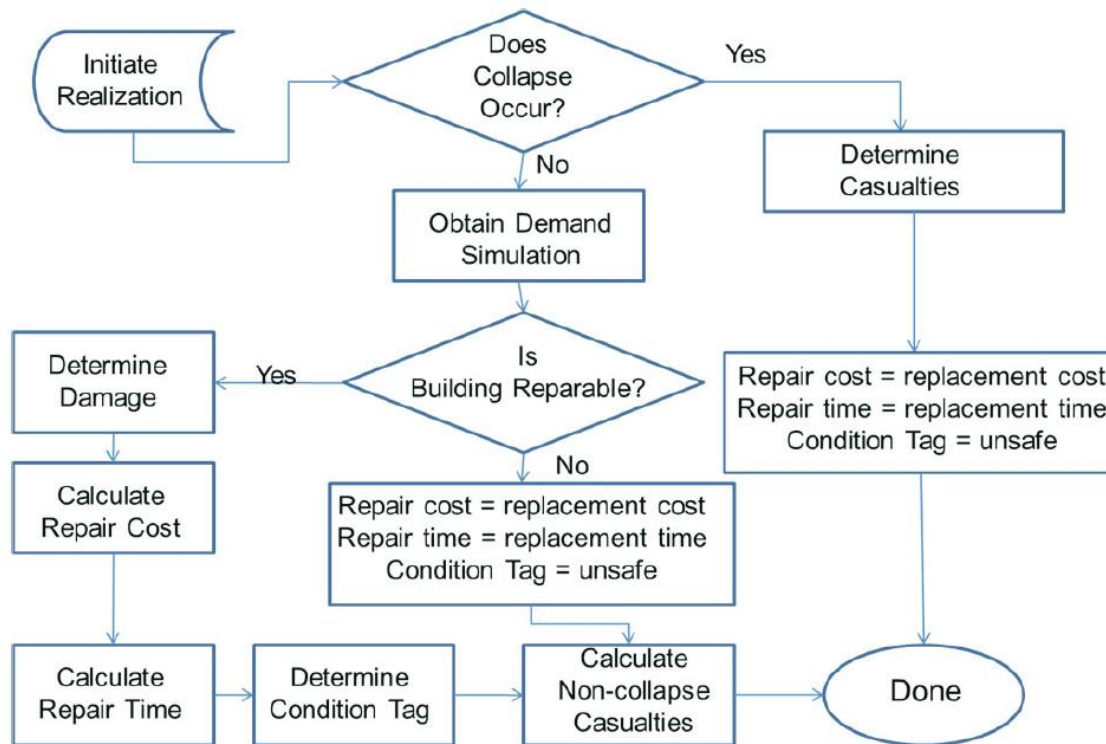 Initiate
Realization
Does
Collapse
Occur?
Yes
No
Determine
Casualties
Obtain Demand
Simulation
Is
Building Reparable?
Yes
No
Determine
Damage
Repair cost = replacement cost
Repair time = replacement time
Condition Tag = unsafe
Calculate
Repair Cost
Repair cost = replacement cost
Repair time = replacement time
Condition Tag = unsafe
Calculate
Repair Time
Determine
Condition Tag
Calculate
Non-collapse
Casualties
Done